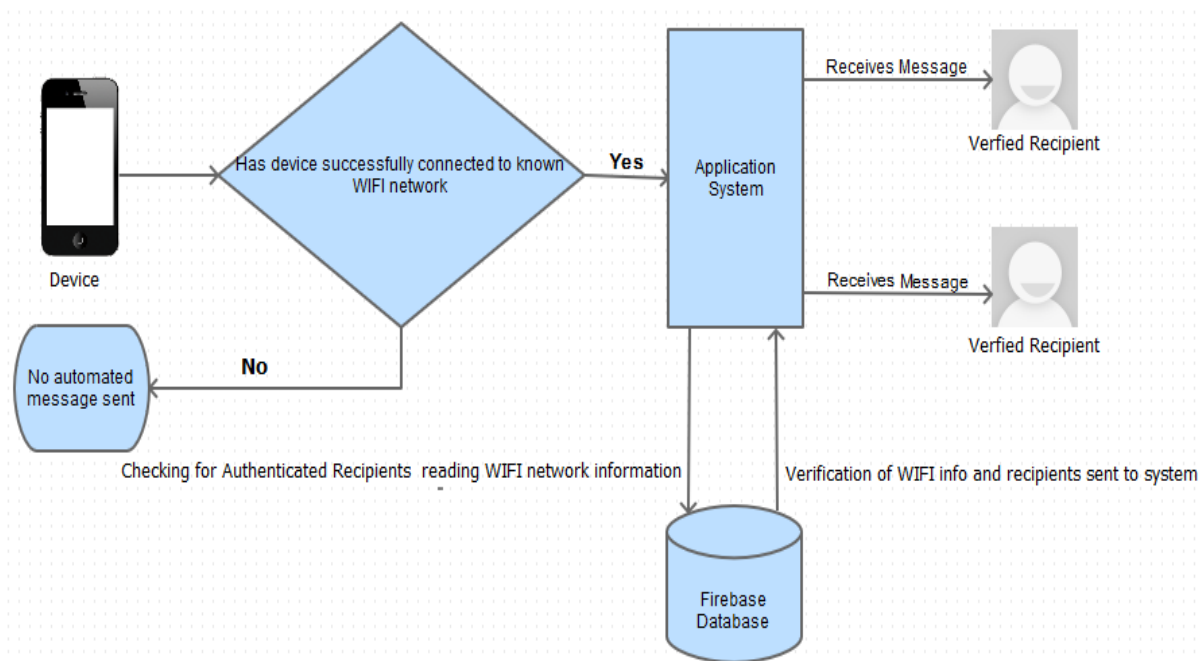 Device
Has device successfully connected to known
WIFI network
Yes
Application
System
Receives Message
Verfied Recipient
Receives Message
Verfied Recipient
No
No automated
message sent
Checking for Authenticated Recipients reading WIFI network information
Verification of WIFI info and recipients sent to system
Firebase
Database